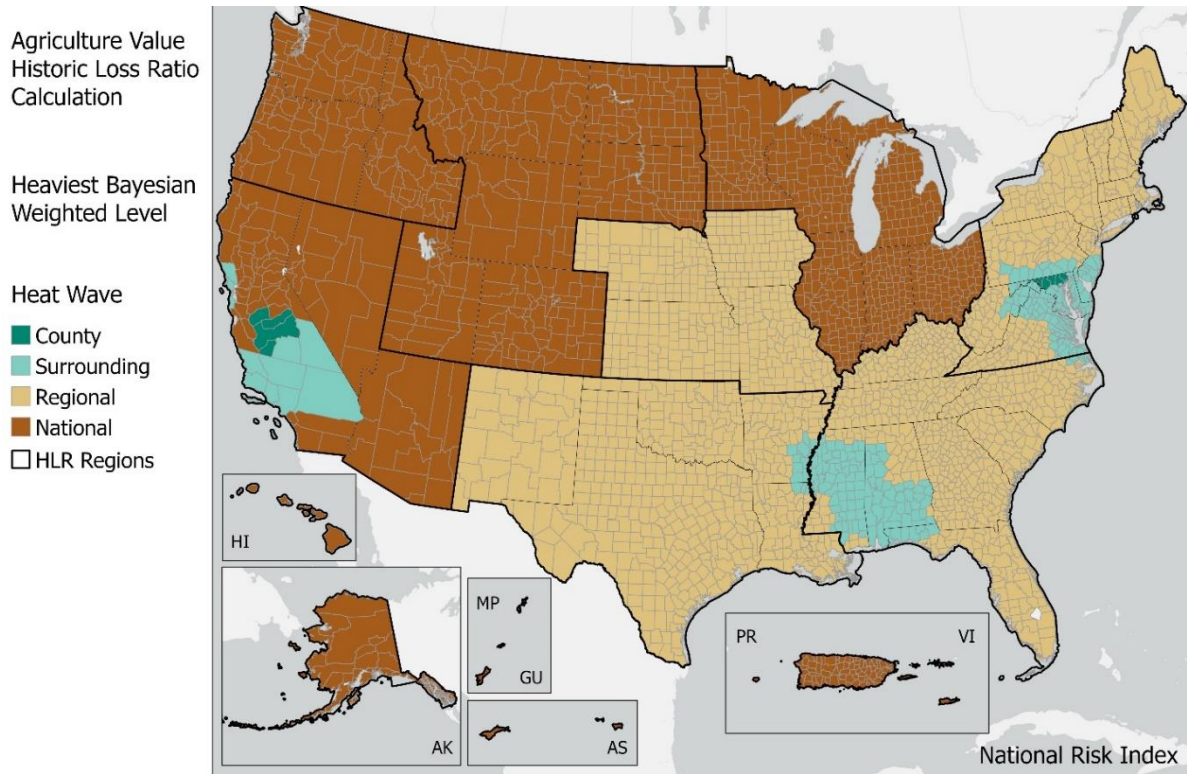 Agriculture Value
Historic Loss Ratio
Calculation
Heaviest Bayesian
Weighted Level
Heat Wave
County
Surrounding
Regional
National
HLR Regions
HI
AK
MP
GU
AS
PR
VI
National Risk Index